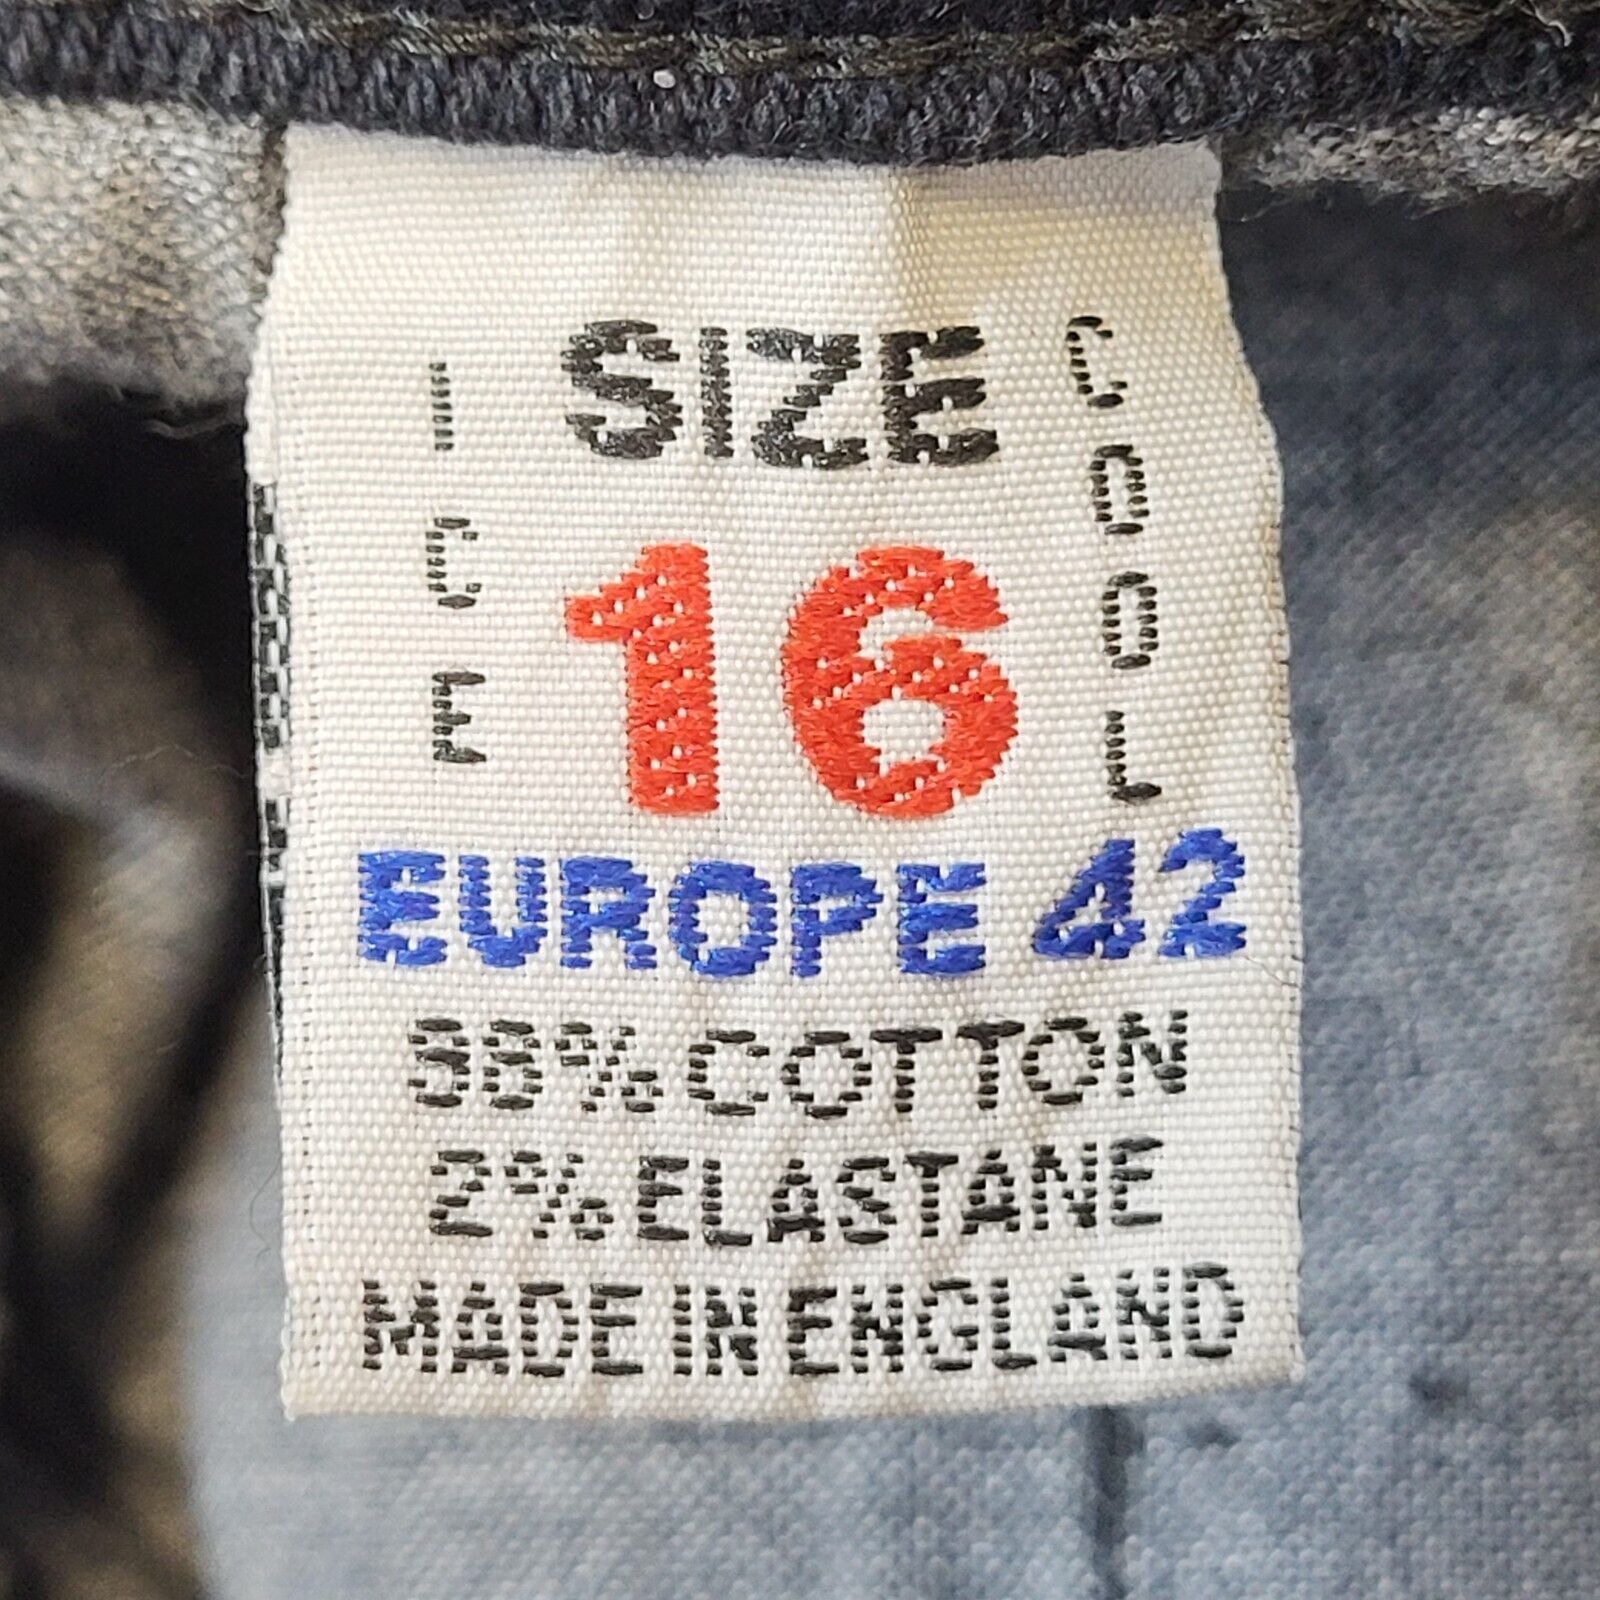 ICE
SIZE
COOL
16
EUROPE 42
98% COTTON
2% ELASTANE
MADE IN ENGLAND